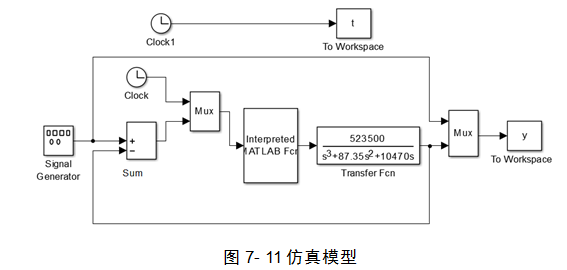 Clock1
t
To Workspace
Clock
Mux
Signal
Generator
+
−
Sum
Interpreted
MATLAB Fcn
523500
s³+87.35s²+10470s
Transfer Fcn
Mux
y
To Workspace
图 7- 11 仿真模型